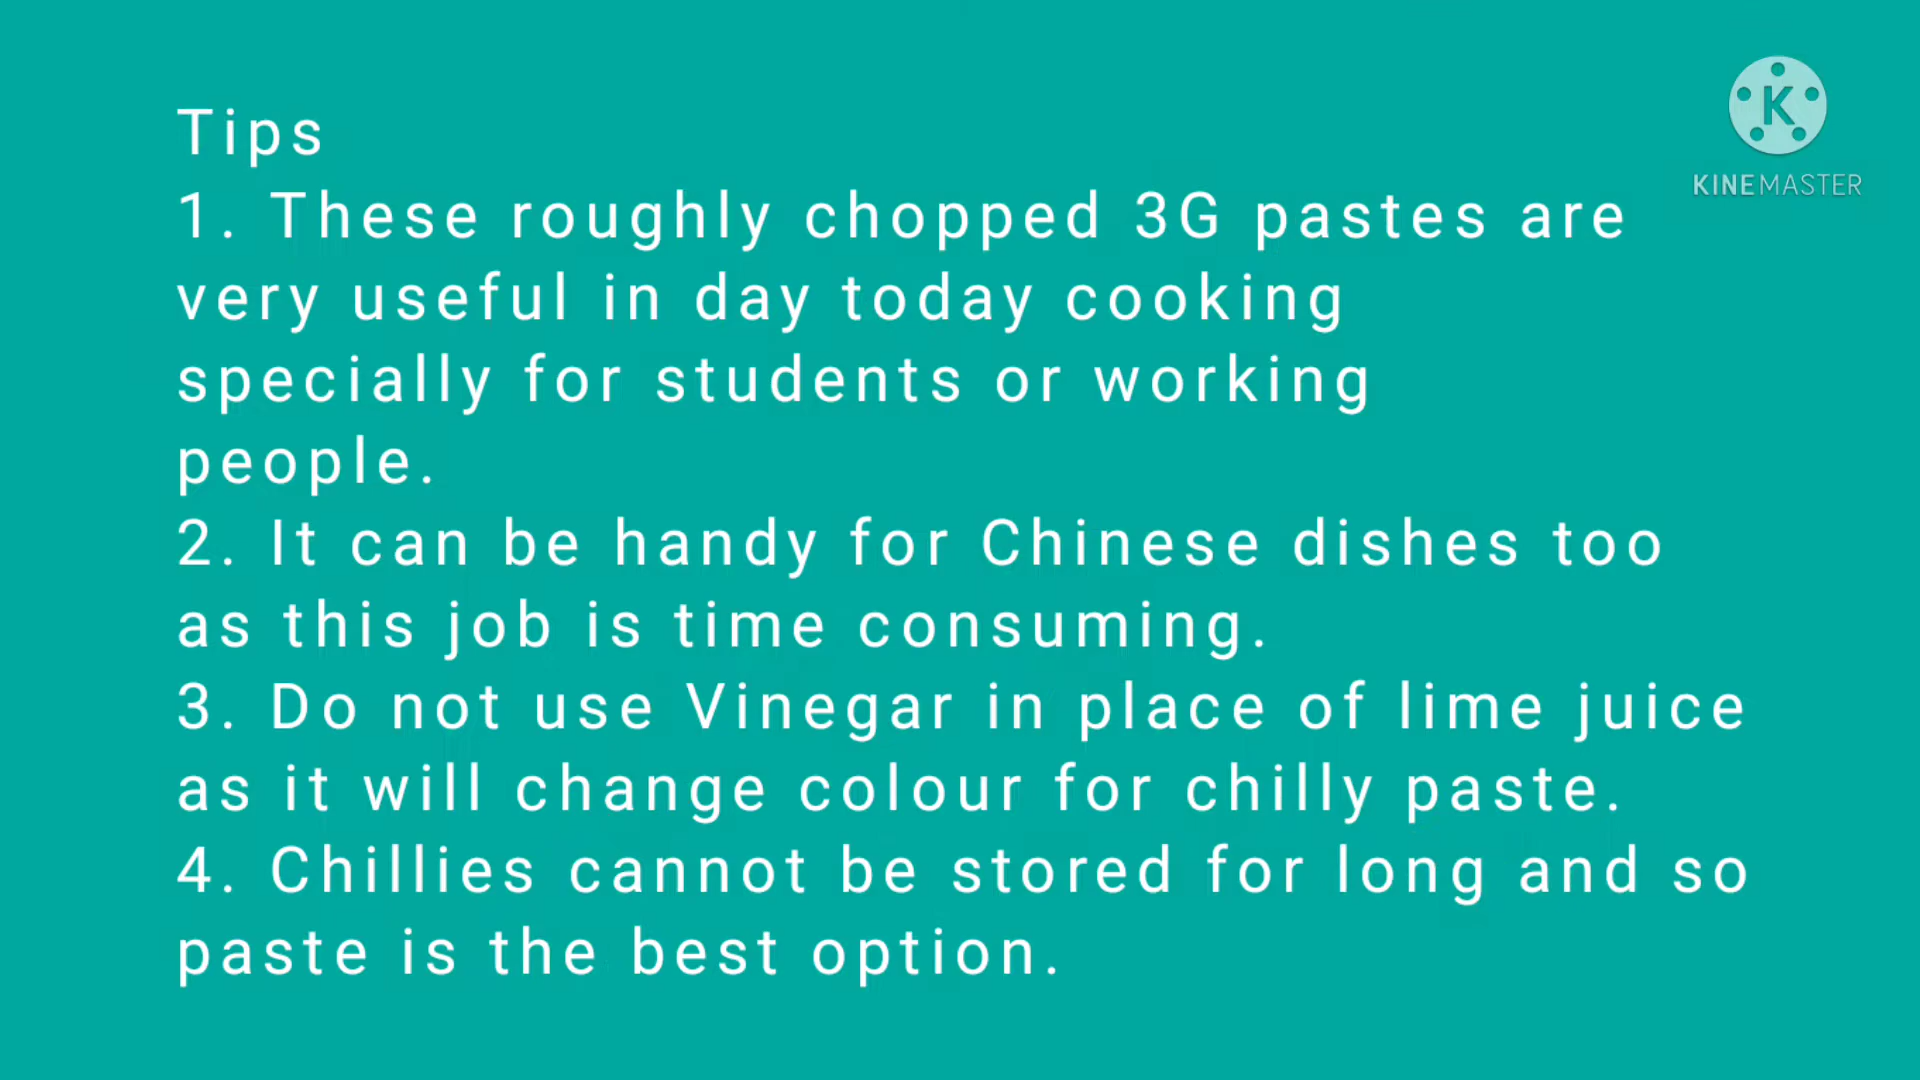 Tips
1. These roughly chopped 3G pastes are
very useful in day today cooking
specially for students or working
people.
2. It can be handy for Chinese dishes too
as this job is time consuming.
3. Do not use Vinegar in place of lime juice
as it will change colour for chilly paste.
4. Chillies cannot be stored for long and so
paste is the best option.
K
KINEMASTER